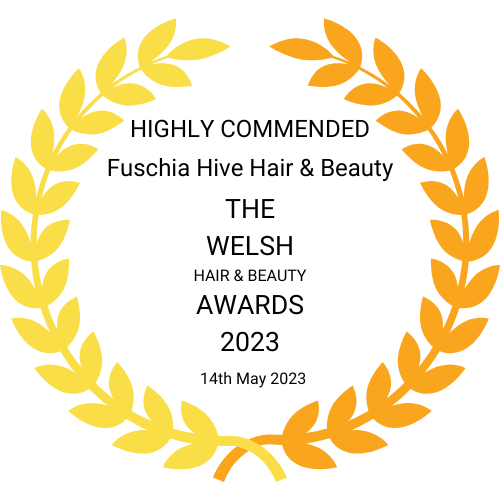 HIGHLY COMMENDED
Fuschia Hive Hair & Beauty
THE
WELSH
HAIR & BEAUTY
AWARDS
2023
14th May 2023